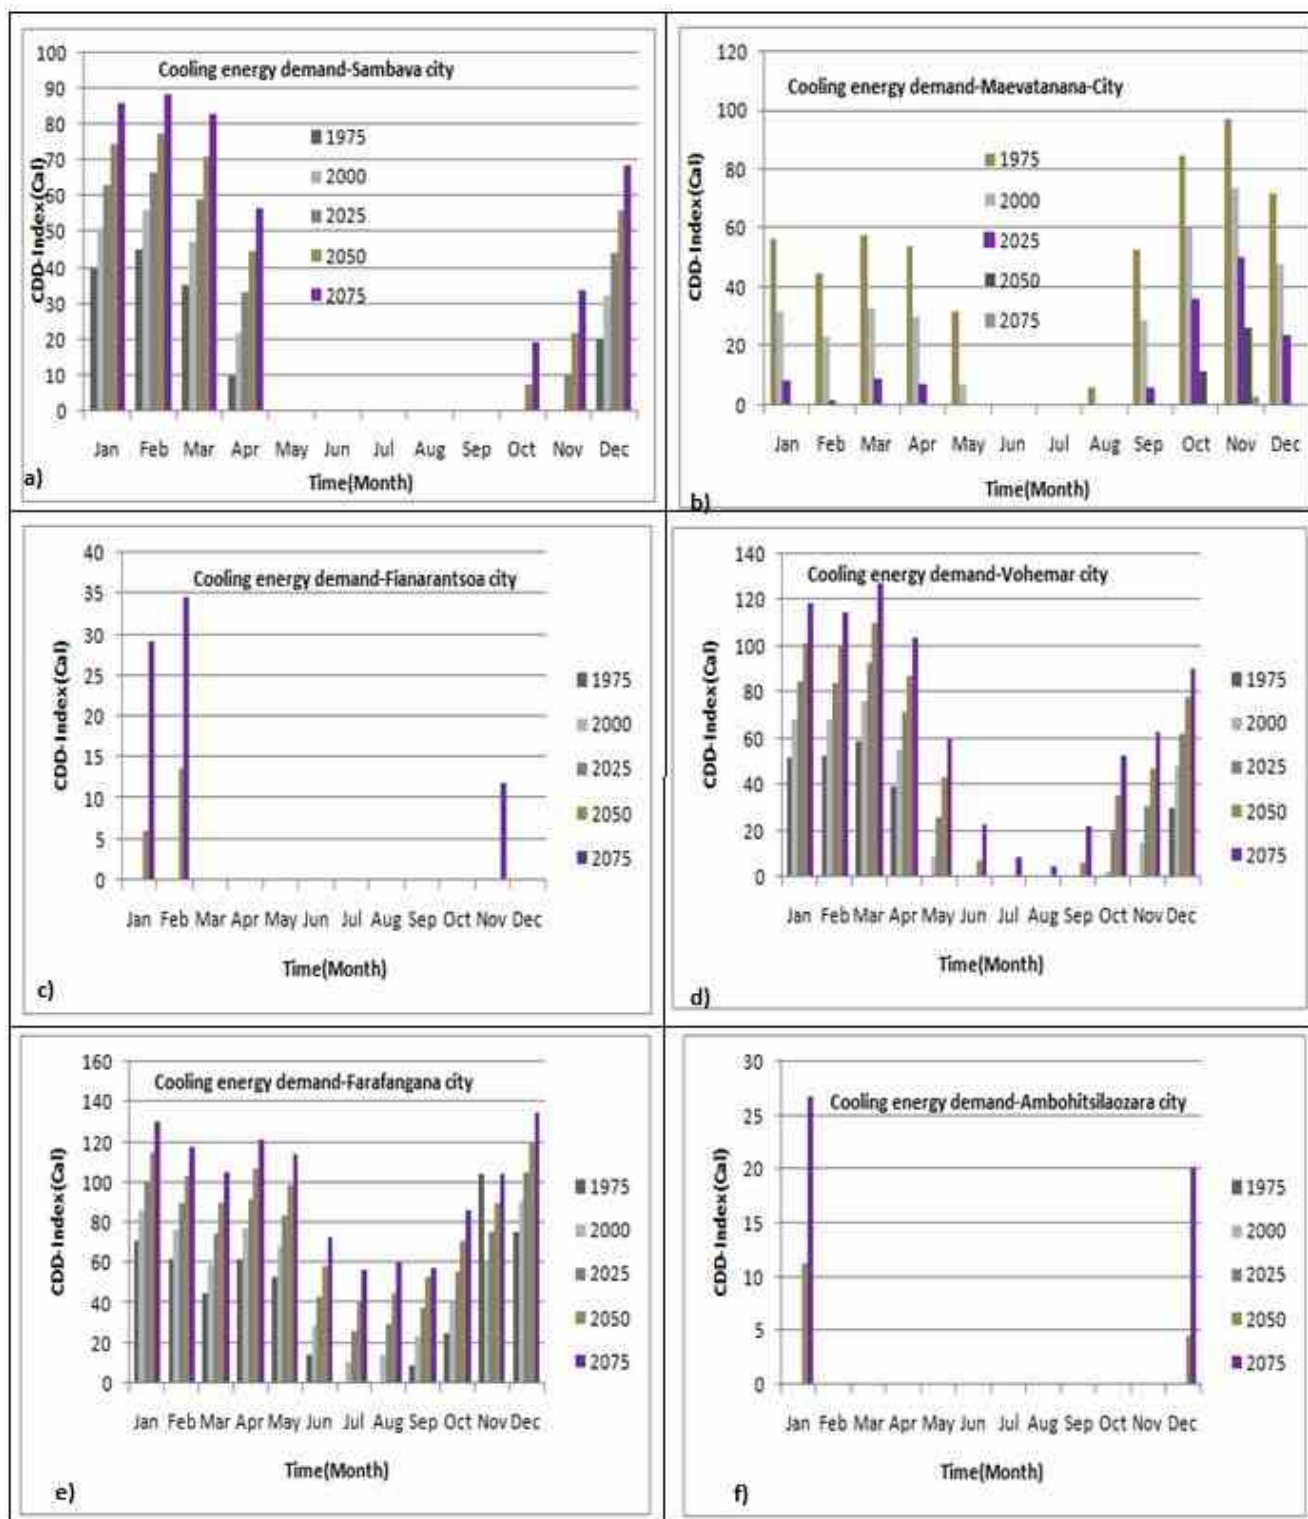 Cooling energy demand-Sambava city
CDD-Index(Cal)
100
90
80
70
60
50
40
30
20
10
0
1975
2000
2025
2050
2075
Jan Feb Mar Apr May Jun Jul Aug Sep Oct Nov Dec
Time(Month)
a)
Cooling energy demand-Maevatanana-City
CDD-Index(Cal)
120
100
80
60
40
20
0
1975
2000
2025
2050
2075
Jan Feb Mar Apr May Jun Jul Aug Sep Oct Nov Dec
Time(Month)
b)
Cooling energy demand-Fianarantsoa city
CDD-Index(Cal)
40
35
30
25
20
15
10
5
0
1975
2000
2025
2050
2075
Jan Feb Mar Apr May Jun Jul Aug Sep Oct Nov Dec
Time(Month)
c)
Cooling energy demand-Vohemar city
CDD-Index(Cal)
140
120
100
80
60
40
20
0
1975
2000
2025
2050
2075
Jan Feb Mar Apr May Jun Jul Aug Sep Oct Nov Dec
Time(Month)
d)
Cooling energy demand-Farafangana city
CDD-Index(Cal)
160
140
120
100
80
60
40
20
0
1975
2000
2025
2050
2075
Jan Feb Mar Apr May Jun Jul Aug Sep Oct Nov Dec
Time(Month)
e)
Cooling energy demand-Ambohitsilaozara city
CDD-Index(Cal)
30
25
20
15
10
5
0
1975
2000
2025
2050
2075
Jan Feb Mar Apr May Jun Jul Aug Sep Oct Nov Dec
Time(Month)
f)